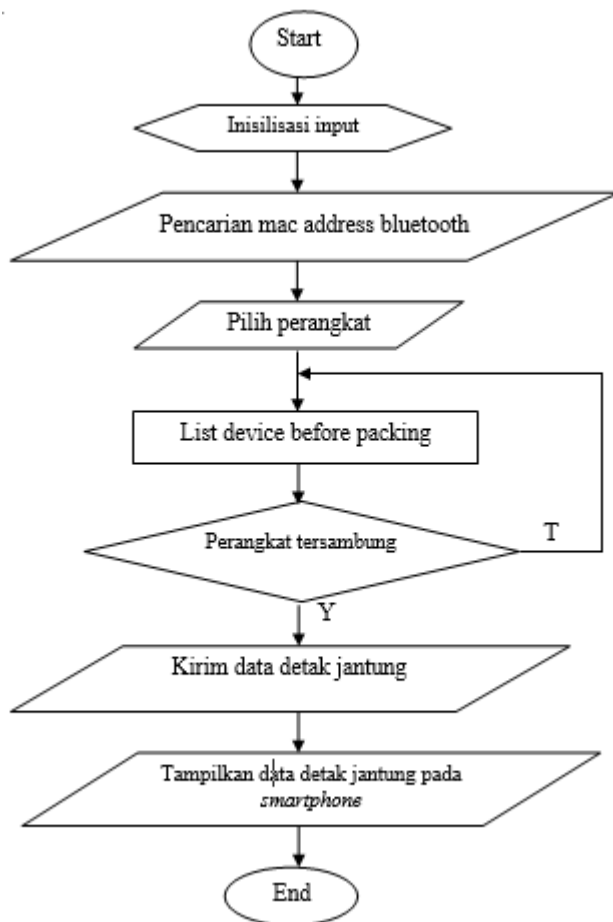 Start
Inisilisasi input
Pencarian mac address bluetooth
Pilih perangkat
List device before packing
Perangkat tersambung
T
Y
Kirim data detak jantung
Tampilkan data detak jantung pada
smartphone
End